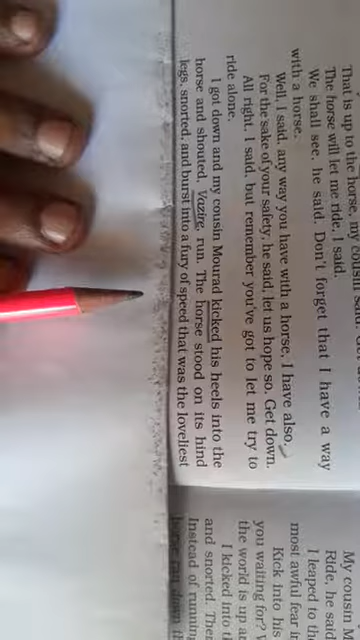 That is up to the horse, my cousin said
The horse will let me ride, I said.
We shall see, he said. Don't forget that I have a way
with a horse.
Well, I said, any way you have with a horse, I have also.
For the sake of your safety, he said, let us hope so. Get down.
All right, I said, but remember you've got to let me try to
ride alone.
I got down and my cousin Mourad kicked his heels into the
horse and shouted, Vazire, run. The horse stood on its hind
legs, snorted, and burst into a fury of speed that was the loveliest
My cousin M
Ride, he said
I leaped to th
most awful fear in
Kick into his
you waiting for?
the world is up a
I kicked into
and snorted. The
Instead of running
horse ran down